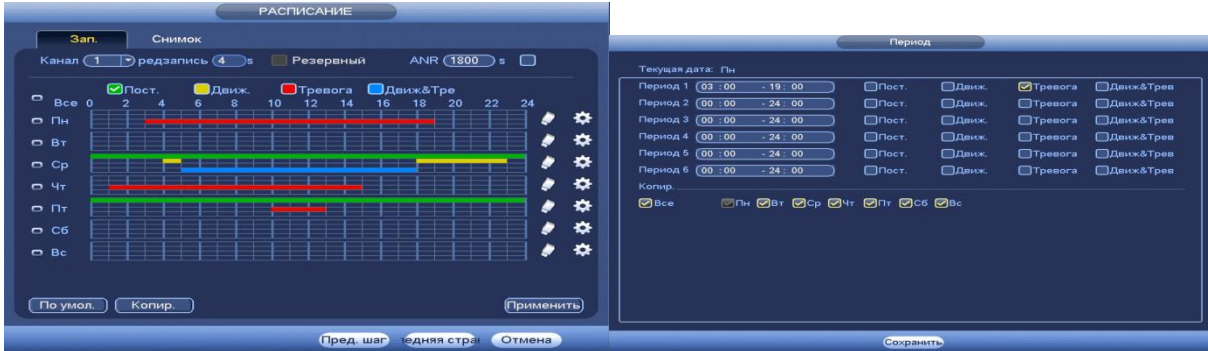 РАСПИСАНИЕ
Зап. Снимок
Канал 1 редзапись 4 s Резервный ANR 1800 s
Пост. Движ. Тревога Движ&Тре
Все 0 2 4 6 8 10 12 14 16 18 20 22 24
Пн
Вт
Ср
Чт
Пт
Сб
Вс
По умол. Копир. Применить
Пред. шаг едняя стра Отмена
Период
Текущая дата: Пн
Период 1 03 :00 - 19: 00 Пост. Движ. Тревога Движ&Трев
Период 2 00 :00 - 24: 00 Пост. Движ. Тревога Движ&Трев
Период 3 00 :00 - 24: 00 Пост. Движ. Тревога Движ&Трев
Период 4 00 :00 - 24: 00 Пост. Движ. Тревога Движ&Трев
Период 5 00 :00 - 24: 00 Пост. Движ. Тревога Движ&Трев
Период 6 00 :00 - 24: 00 Пост. Движ. Тревога Движ&Трев
Копир.
Все Пн Вт Ср Чт Пт Сб Вс
Сохранить